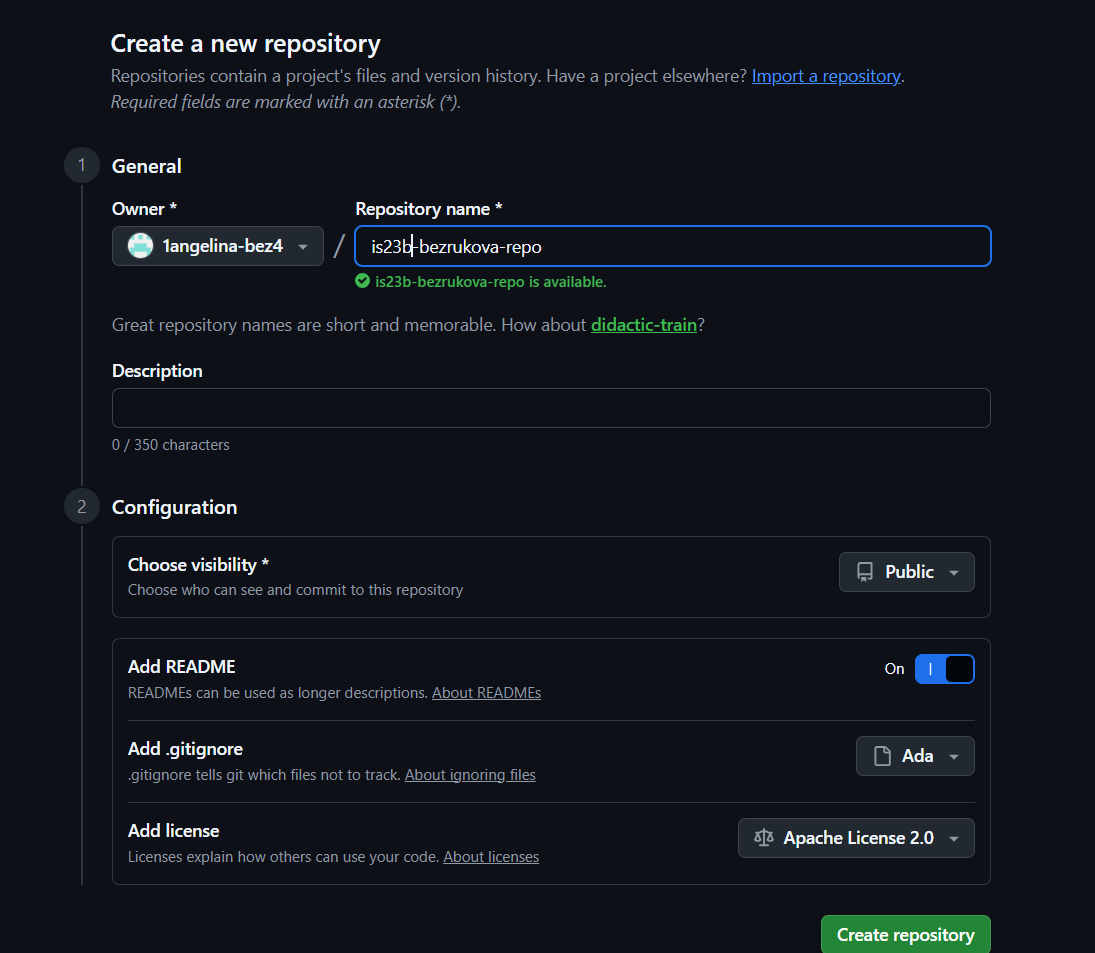 Create a new repository
Repositories contain a project's files and version history. Have a project elsewhere? Import a repository.
Required fields are marked with an asterisk (*).
1
General
Owner *
Repository name *
1angelina-bez4
/
is23b-bezrukova-repo
is23b-bezrukova-repo is available.
Great repository names are short and memorable. How about didactic-train?
Description
0 / 350 characters
2
Configuration
Choose visibility *
Choose who can see and commit to this repository
Public
Add README
READMEs can be used as longer descriptions. About READMEs
On
Add .gitignore
.gitignore tells git which files not to track. About ignoring files
Ada
Add license
Licenses explain how others can use your code. About licenses
Apache License 2.0
Create repository